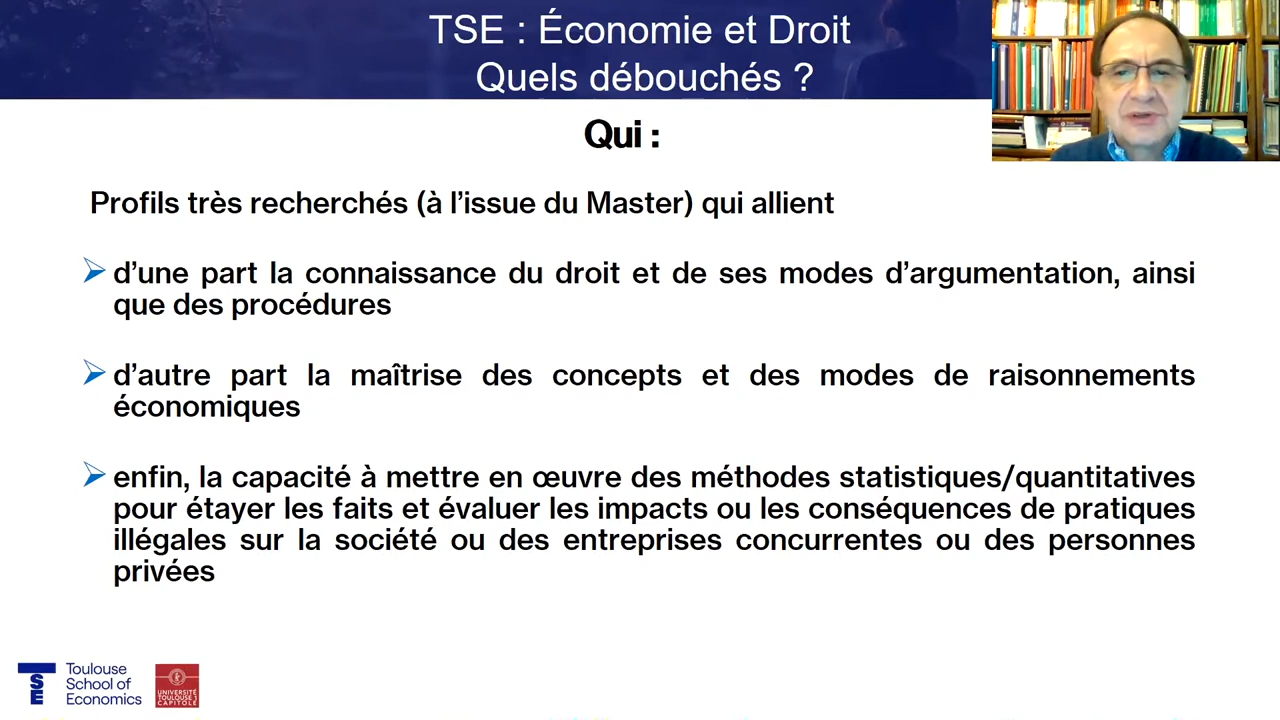 TSE : Économie et Droit
Quels débouchés ?
Qui :
Profils très recherchés (à l’issue du Master) qui allient
d’une part la connaissance du droit et de ses modes d’argumentation, ainsi
que des procédures
d’autre part la maîtrise des concepts et des modes de raisonnements
économiques
enfin, la capacité à mettre en œuvre des méthodes statistiques/quantitatives
pour étayer les faits et évaluer les impacts ou les conséquences de pratiques
illégales sur la société ou des entreprises concurrentes ou des personnes
privées
TSE
Toulouse
School of
Economics
UNIVERSITÉ
TOULOUSE 1
CAPITOLE